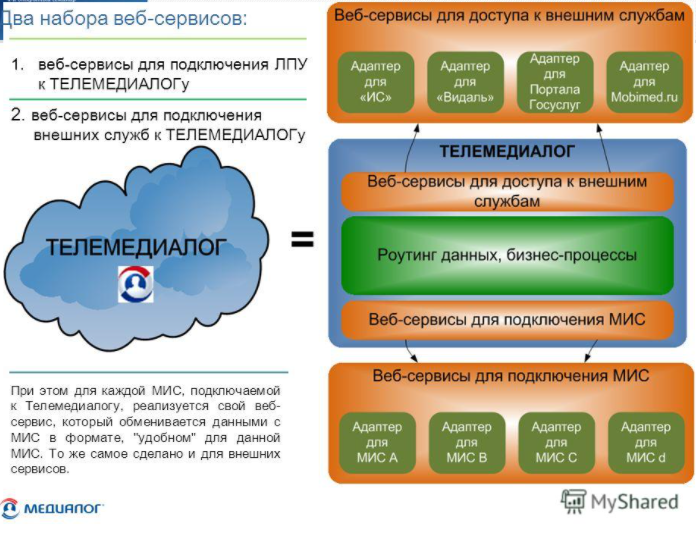 Два набора веб-сервисов:
1. веб-сервисы для подключения ЛПУ
к ТЕЛЕМЕДИАЛОГу
2. веб-сервисы для подключения
внешних служб к ТЕЛЕМЕДИАЛОГу
ТЕЛЕМЕДИАЛОГ
=
При этом для каждой МИС, подключаемой
к Телемедиалогу, реализуется свой веб-
сервис, который обменивается данными с
МИС в формате, "удобном" для данной
МИС. То же самое сделано и для внешних
сервисов.
МЕДИАЛОГ
Веб-сервисы для доступа к внешним службам
Адаптер
для
«ИС»
Адаптер
для
«Видаль»
Адаптер
для
Портала
Госуслуг
Адаптер
для
Mobimed.ru
ТЕЛЕМЕДИАЛОГ
Веб-сервисы для доступа к внешним
службам
Роутинг данных, бизнес-процессы
Веб-сервисы для подключения МИС
Веб-сервисы для подключения МИС
Адаптер
для
МИС А
Адаптер
для
МИС В
Адаптер
для
МИС С
Адаптер
для
МИС d
MyShared